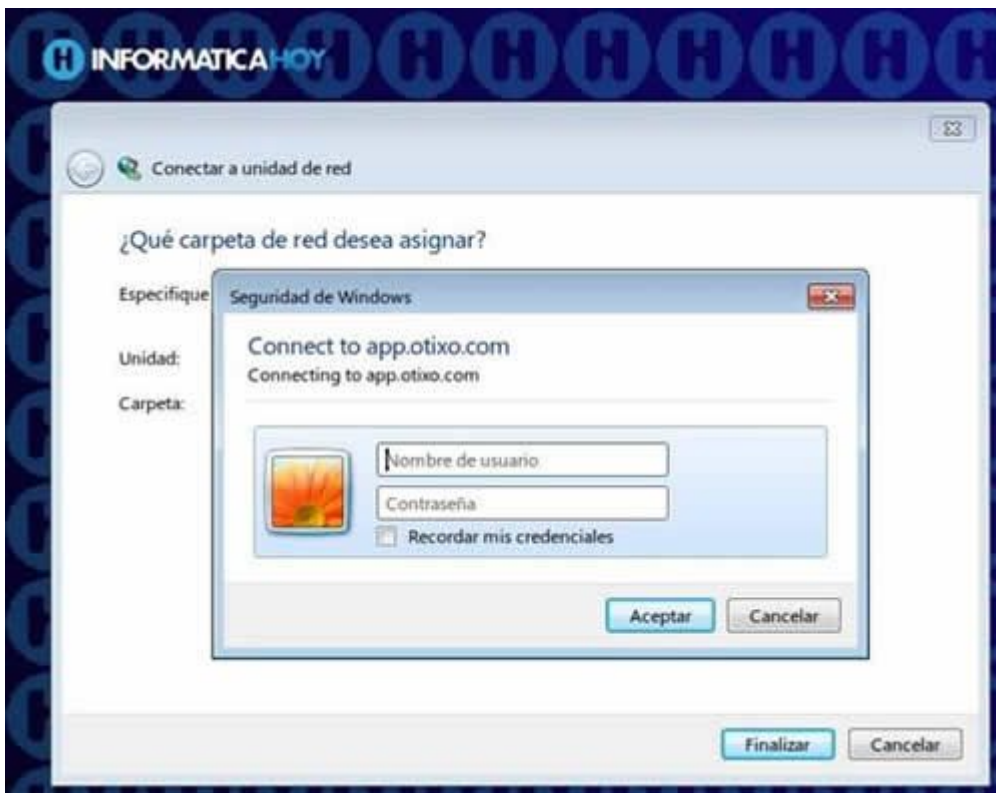 INFORMATICAHOY
Conectar a unidad de red
¿Qué carpeta de red desea asignar?
Especifique
Seguridad de Windows
Connect to app.otixo.com
Connecting to app.otixo.com
Unidad:
Carpeta:
Nombre de usuario
Contraseña
Recordar mis credenciales
Aceptar Cancelar
Finalizar Cancelar